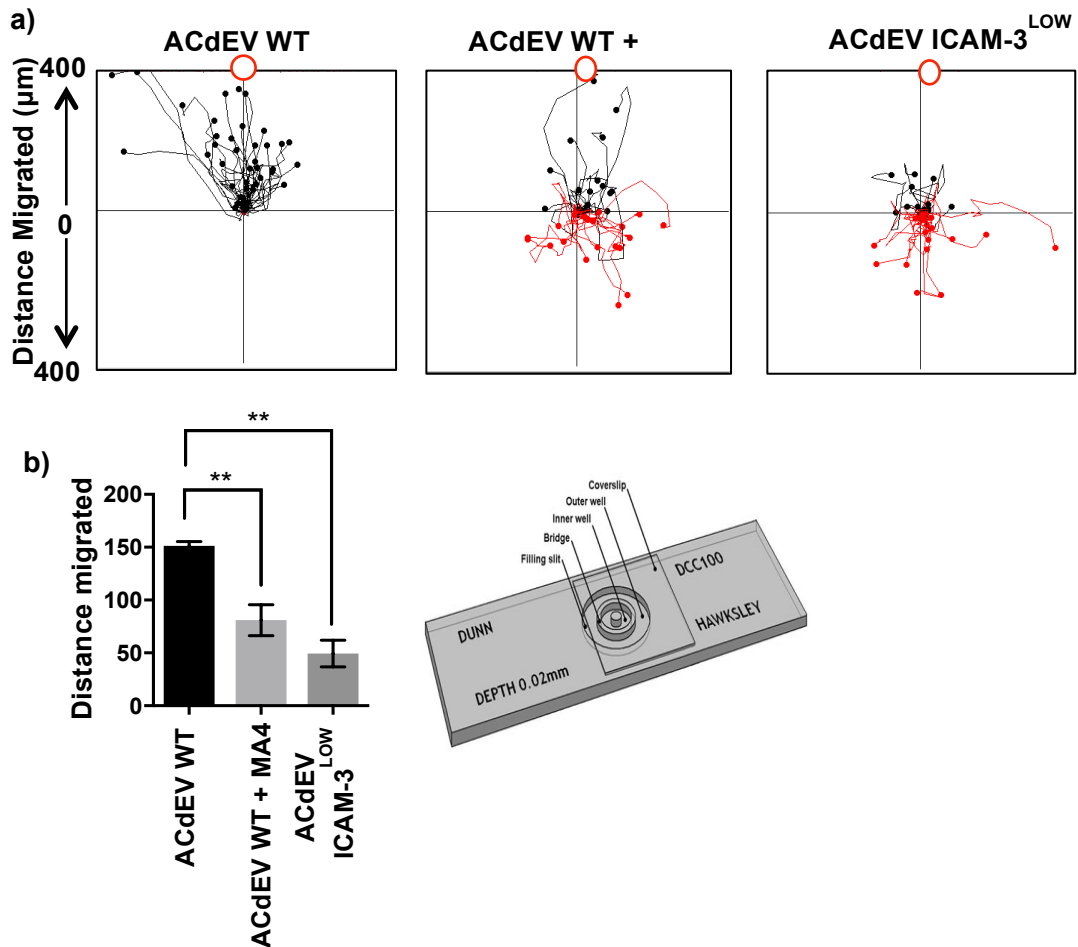 a)
ACdEV WT
ACdEV WT +
ACdEV ICAM-3LOW
Distance Migrated (µm)
400
0
400
b)
**
**
Distance migrated
200
150
100
50
0
ACdEV WT
ACdEV WT + MA4
ACdEVLOW
ICAM-3
Coverslip
Outer well
Inner well
Bridge
Filling slit
DUNN
DEPTH 0.02mm
DCC100
HAWKSLEY